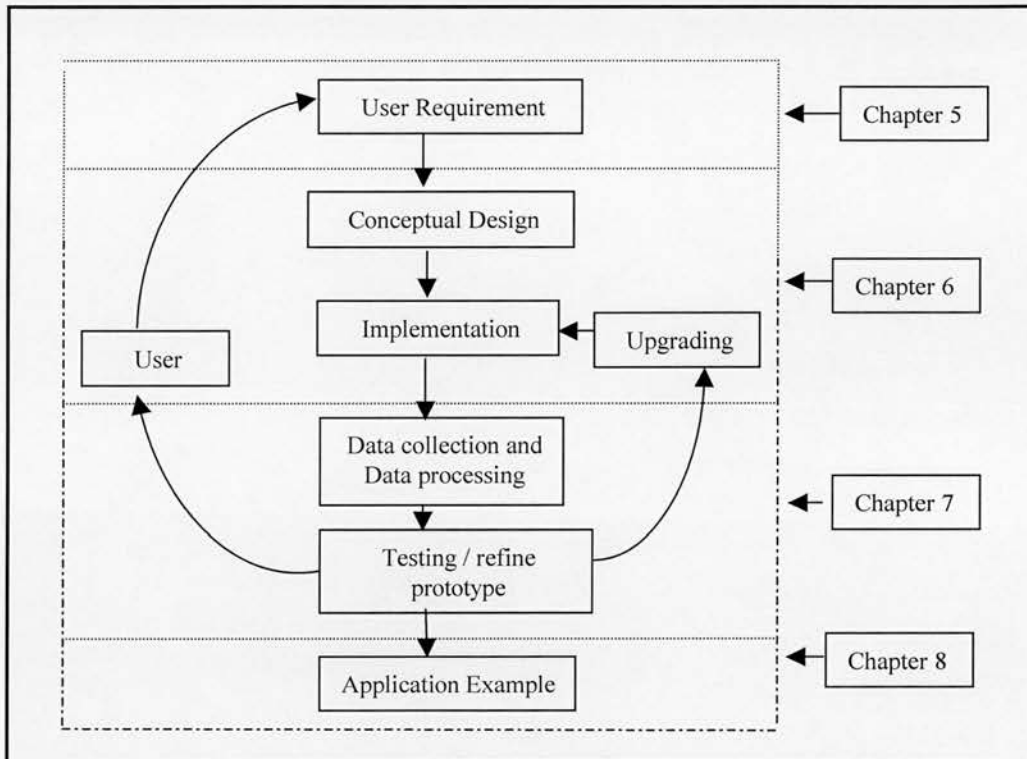 User Requirement
Chapter 5
Conceptual Design
Chapter 6
Implementation
Upgrading
User
Data collection and
Data processing
Chapter 7
Testing / refine
prototype
Chapter 8
Application Example